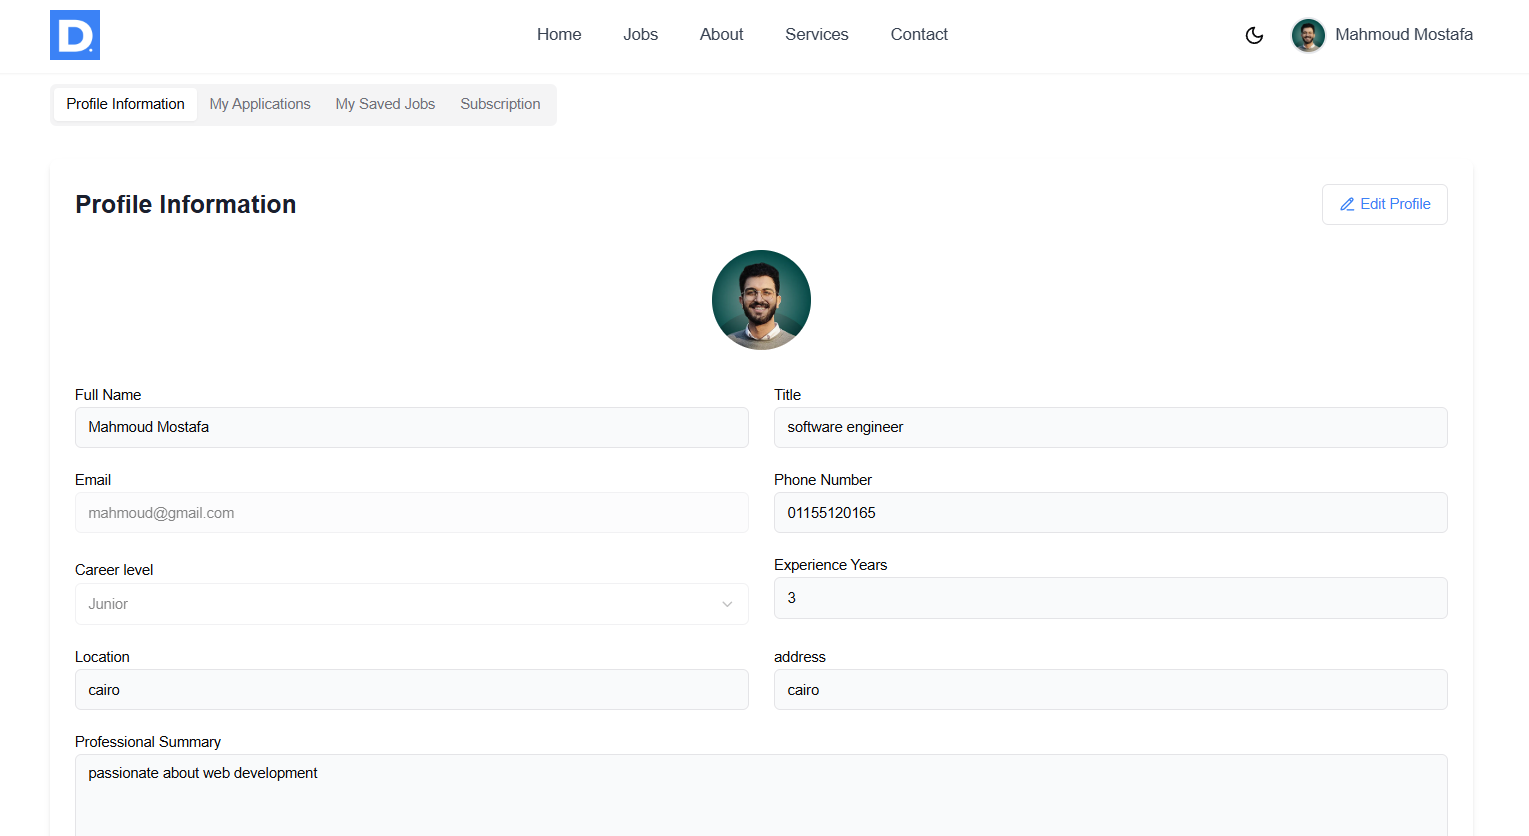 D.
Home Jobs About Services Contact Mahmoud Mostafa
Profile Information My Applications My Saved Jobs Subscription
Profile Information Edit Profile
Full Name Title
Mahmoud Mostafa software engineer
Email Phone Number
mahmoud@gmail.com 01155120165
Career level Experience Years
Junior 3
Location address
cairo cairo
Professional Summary
passionate about web development